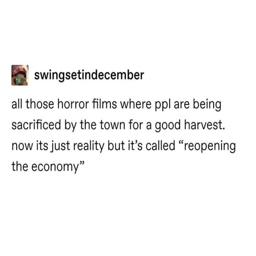 swingsetindecember
all those horror films where ppl are being
sacrificed by the town for a good harvest.
now its just reality but it's called “reopening
the economy”